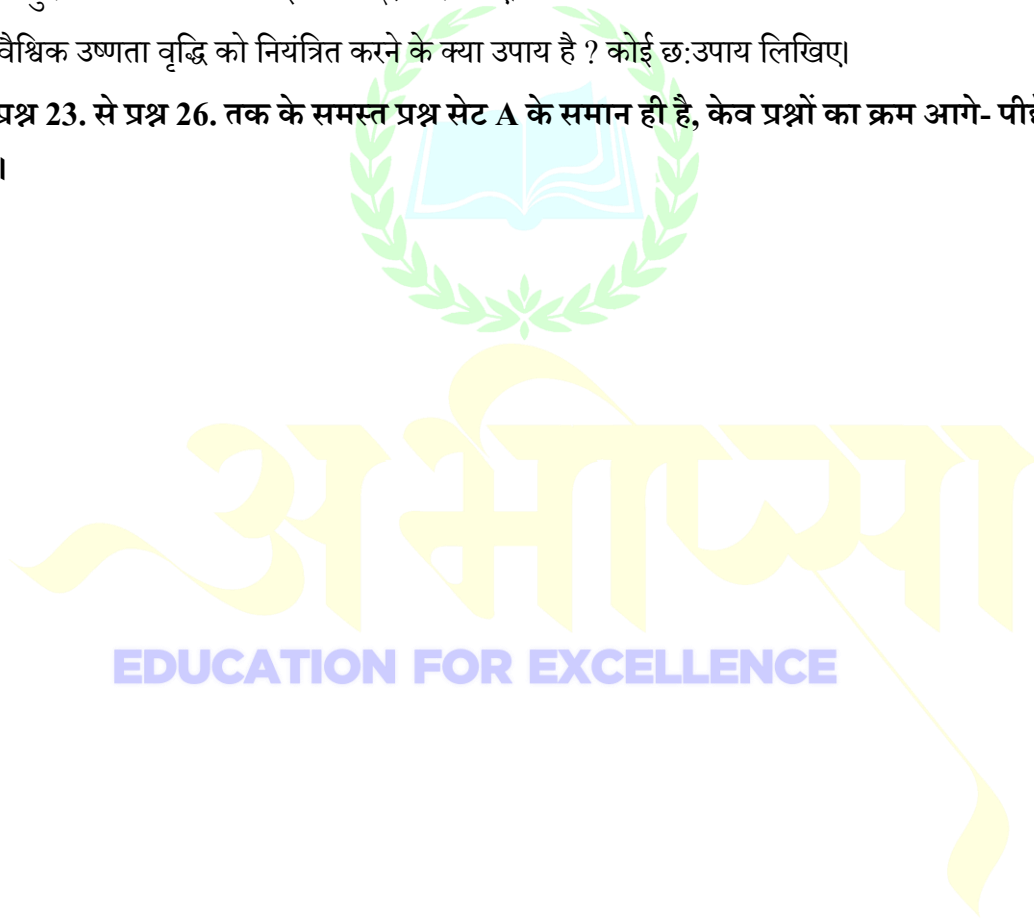 वैश्विक उष्णता वृद्धि को नियंत्रित करने के क्या उपाय है ? कोई छ:उपाय लिखिए।
प्रश्न 23. से प्रश्न 26. तक के समस्त प्रश्न सेट A के समान ही है, केव प्रश्नों का क्रम आगे-
।
अभीप्सा
EDUCATION FOR EXCELLENCE